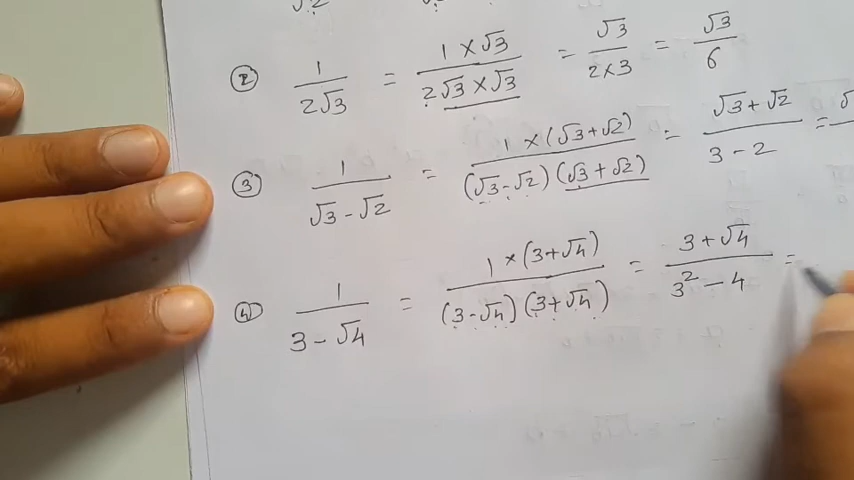 ② 1/2√3 = 1×√3/2√3×√3 = √3/2×3 = √3/6
③ 1/√3-√2 = 1×(√3+√2)/(√3-√2)(√3+√2) = √3+√2/3-2 = √
④ 1/3-√4 = 1×(3+√4)/(3-√4)(3+√4) = 3+√4/3²-4 =